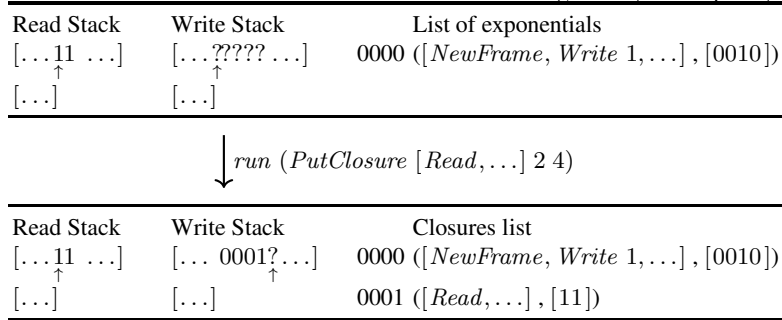 Read Stack Write Stack List of exponentials
[...11 ...] [...?????...] 0000 ([NewFrame, Write 1,...] , [0010])
↑ ↑
[...] [...]
run (PutClosure [Read,...] 2 4)
Read Stack Write Stack Closures list
[...11 ...] [... 0001?...] 0000 ([NewFrame, Write 1,...] , [0010])
↑ ↑
[...] [...] 0001 ([Read,...] , [11])